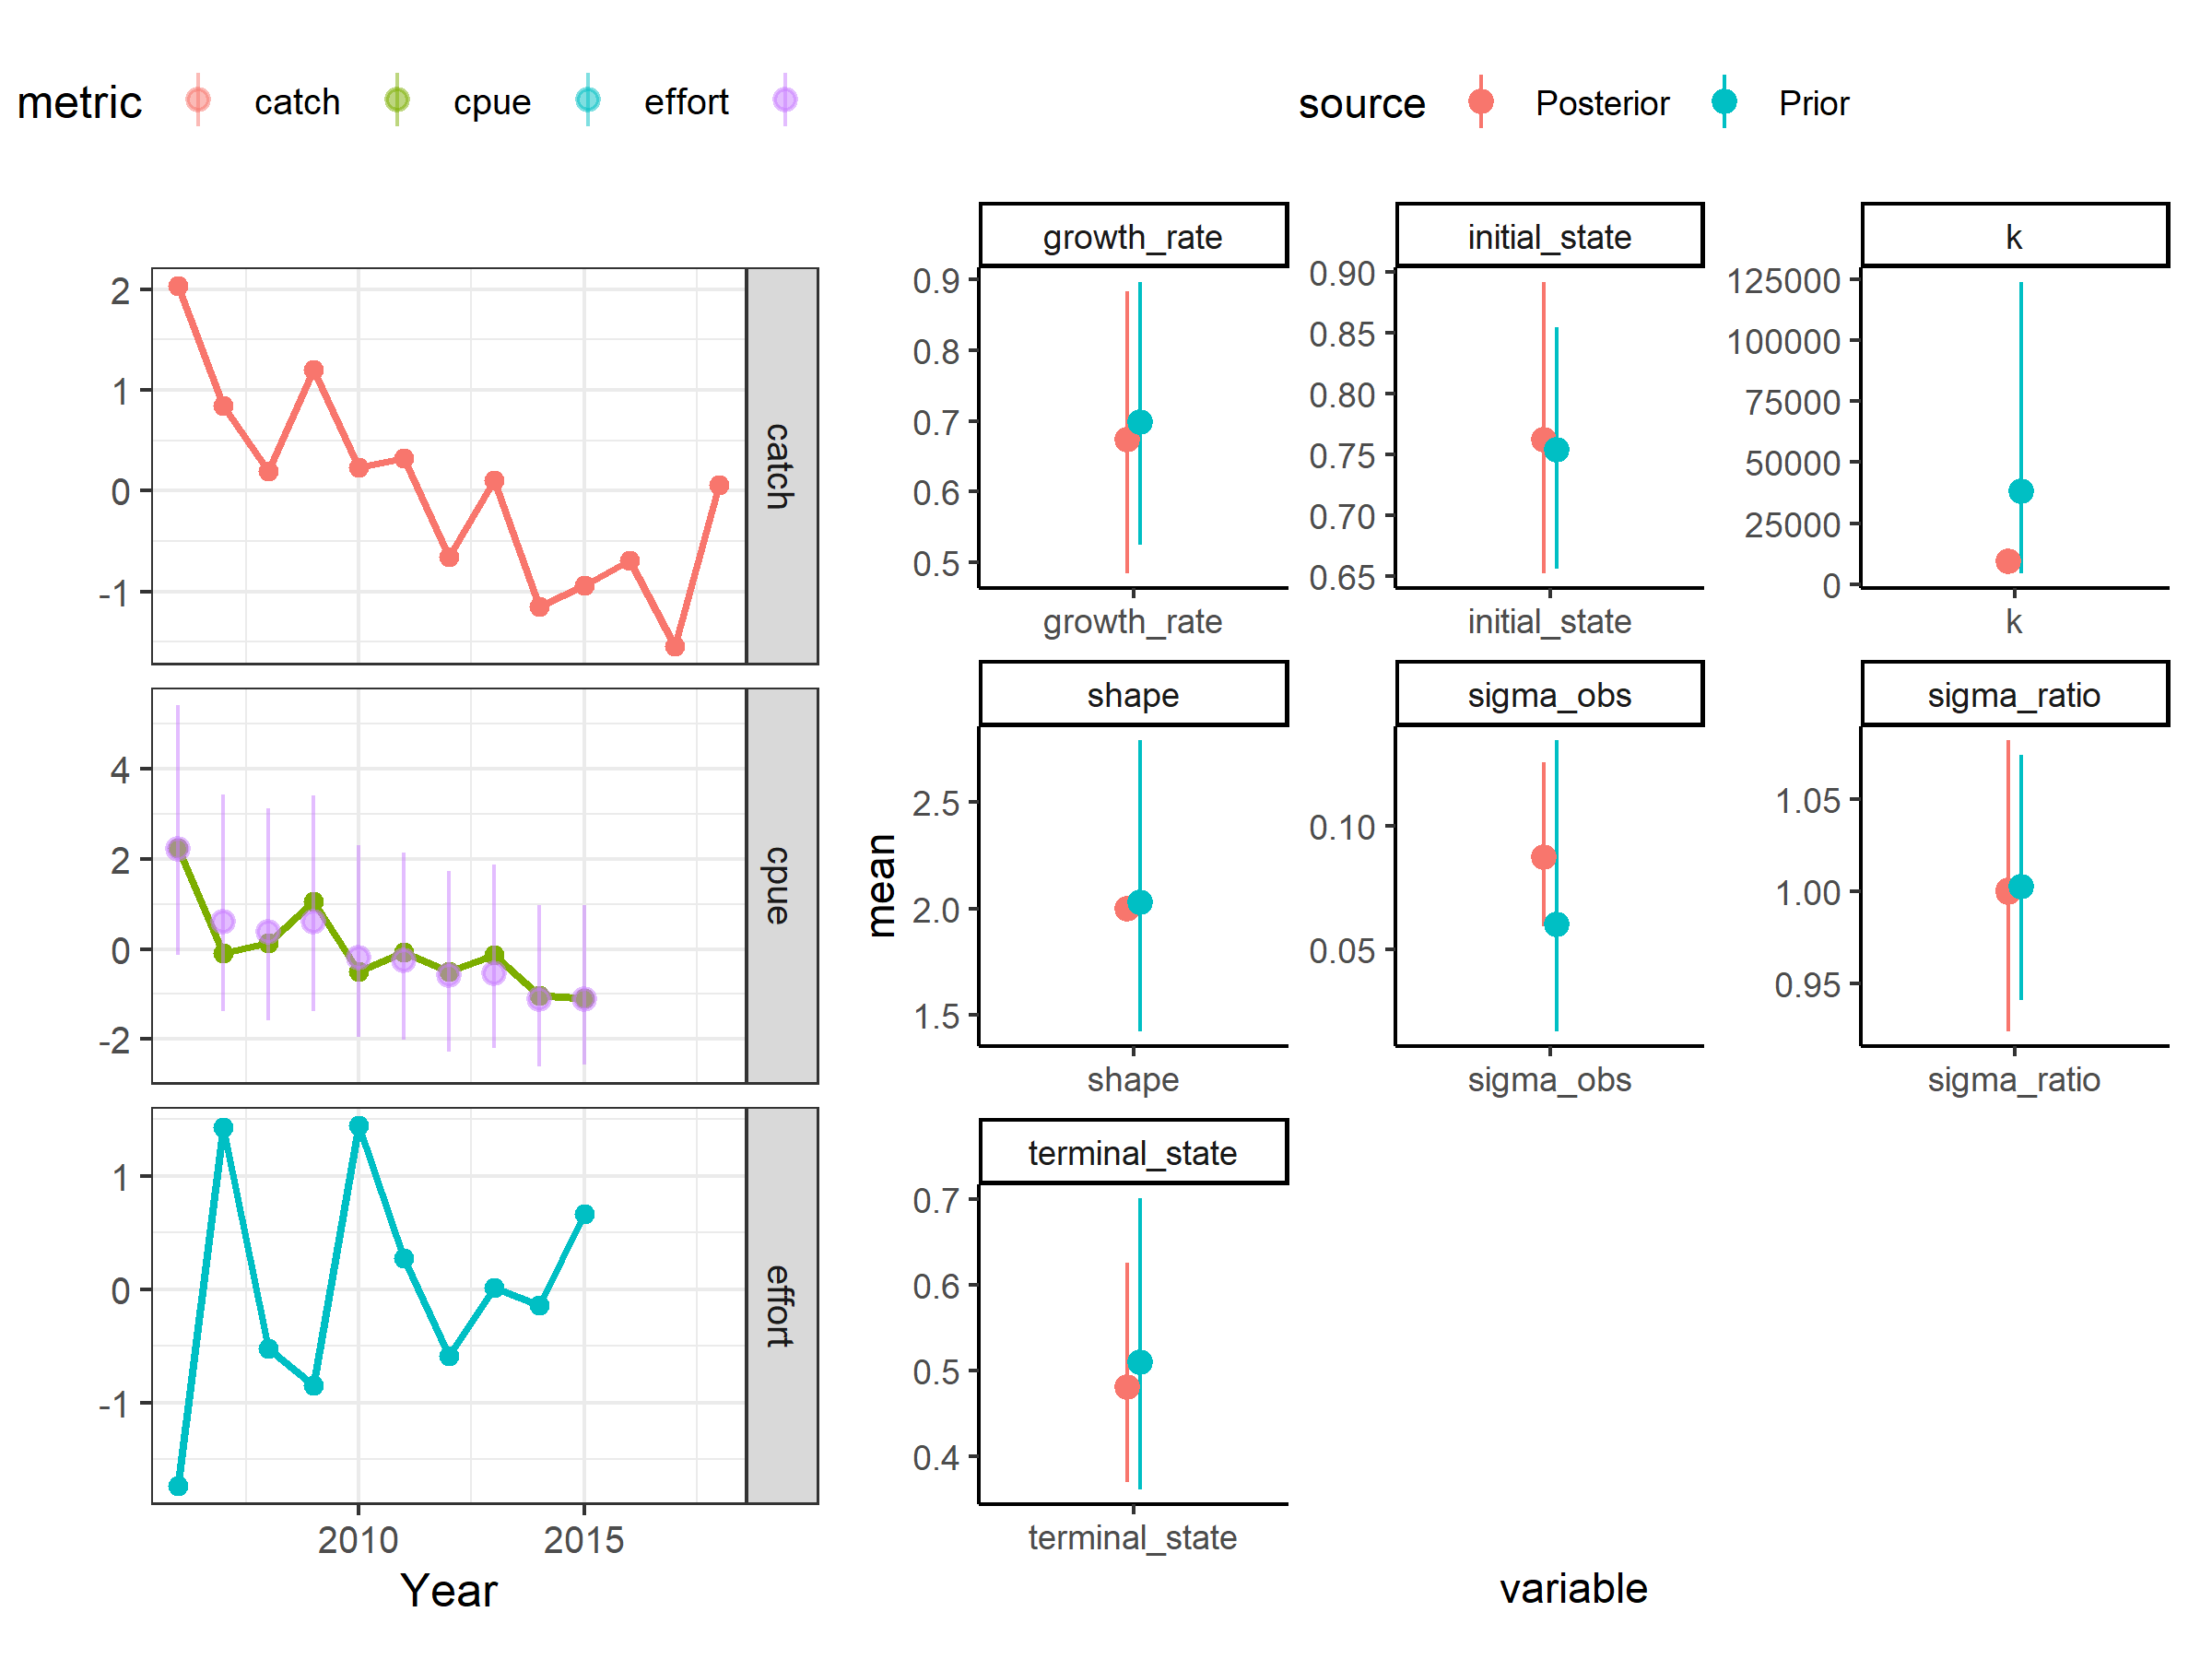 metric catch cpue effort
source Posterior Prior
2
1
0
-1
catch
4
2
0
-2
cpue
1
0
-1
effort
2010 2015
Year
mean
growth_rate
0.9
0.8
0.7
0.6
0.5
growth_rate
initial_state
0.90
0.85
0.80
0.75
0.70
0.65
initial_state
k
125000
100000
75000
50000
25000
0
k
shape
2.5
2.0
1.5
shape
sigma_obs
0.10
0.05
sigma_obs
sigma_ratio
1.05
1.00
0.95
sigma_ratio
terminal_state
0.7
0.6
0.5
0.4
terminal_state
variable